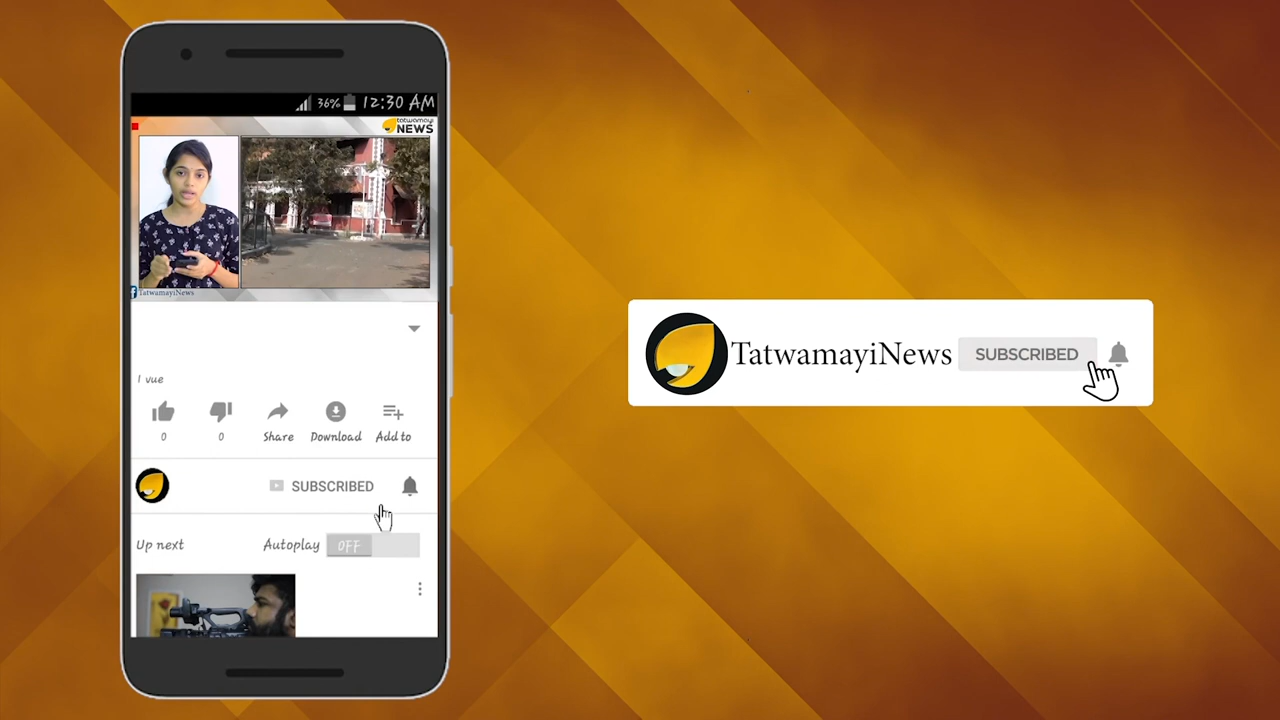 36% 12:30 AM
tatwamayi
NEWS
TatwamayiNews
1 vue
0 0 Share Download Add to
SUBSCRIBED
Up next Autoplay OFF
TatwamayiNews SUBSCRIBED